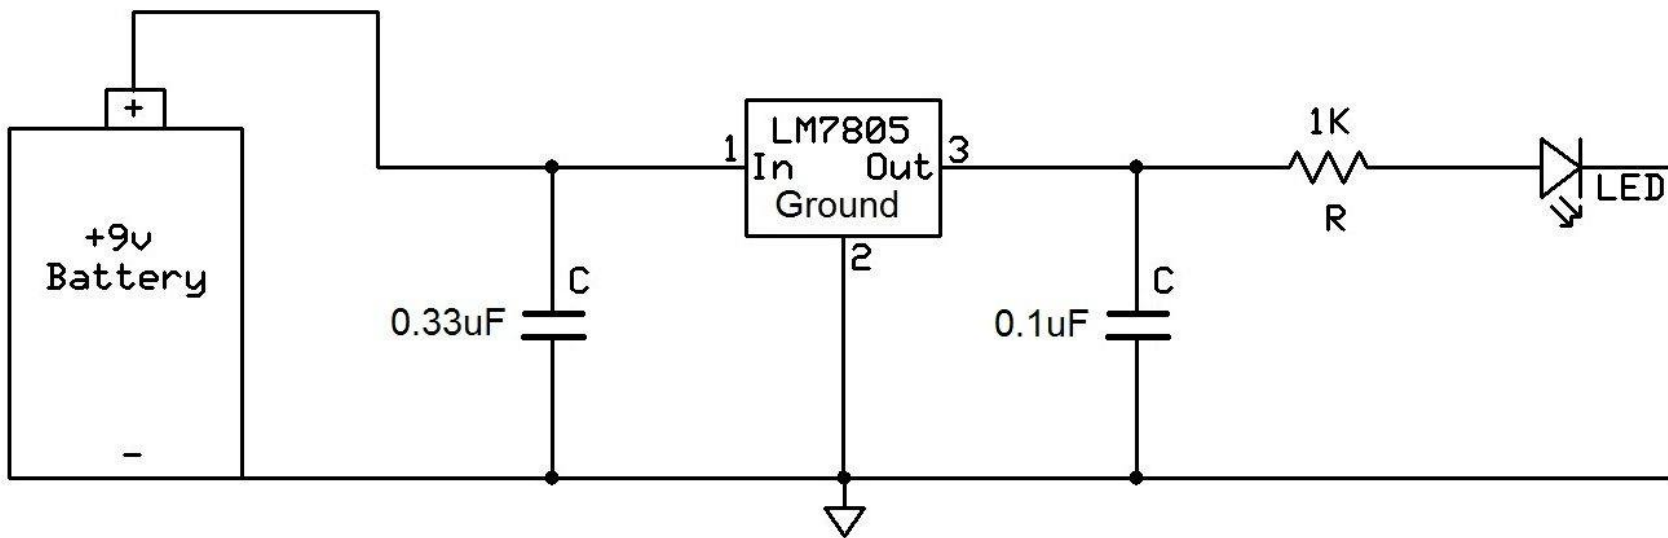 +
+9v
Battery
-
0.33uF
C
1
LM7805
In Out
Ground
3
2
0.1uF
C
1K
R
LED